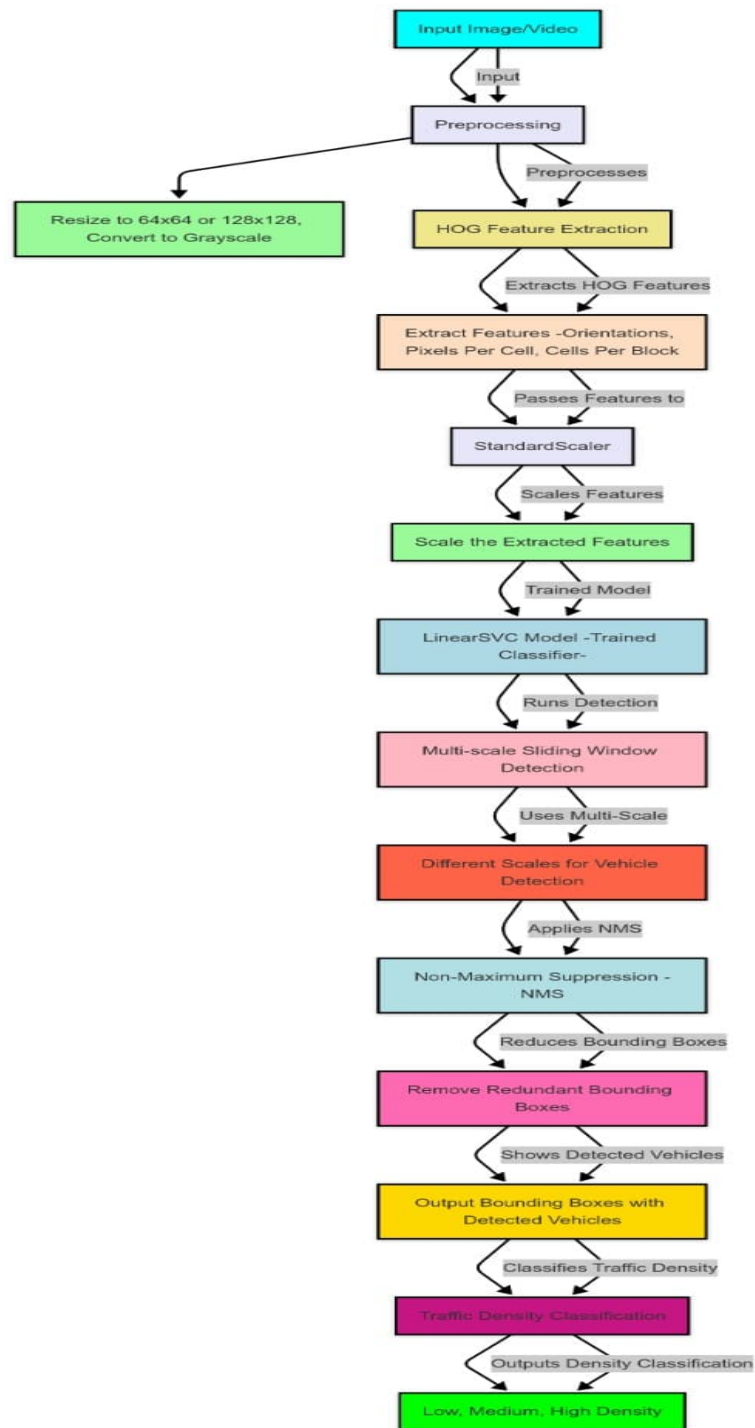 Input Image/Video
Input
Preprocessing
Preprocesses
Resize to 64x64 or 128x128,
Convert to Grayscale
HOG Feature Extraction
Extracts HOG Features
Extract Features -Orientations,
Pixels Per Cell, Cells Per Block
Passes Features to
StandardScaler
Scales Features
Scale the Extracted Features
Trained Model
LinearSVC Model -Trained
Classifier-
Runs Detection
Multi-scale Sliding Window
Detection
Uses Multi-Scale
Different Scales for Vehicle
Detection
Applies NMS
Non-Maximum Suppression -
NMS
Reduces Bounding Boxes
Remove Redundant Bounding
Boxes
Shows Detected Vehicles
Output Bounding Boxes with
Detected Vehicles
Classifies Traffic Density
Traffic Density Classification
Outputs Density Classification
Low, Medium, High Density